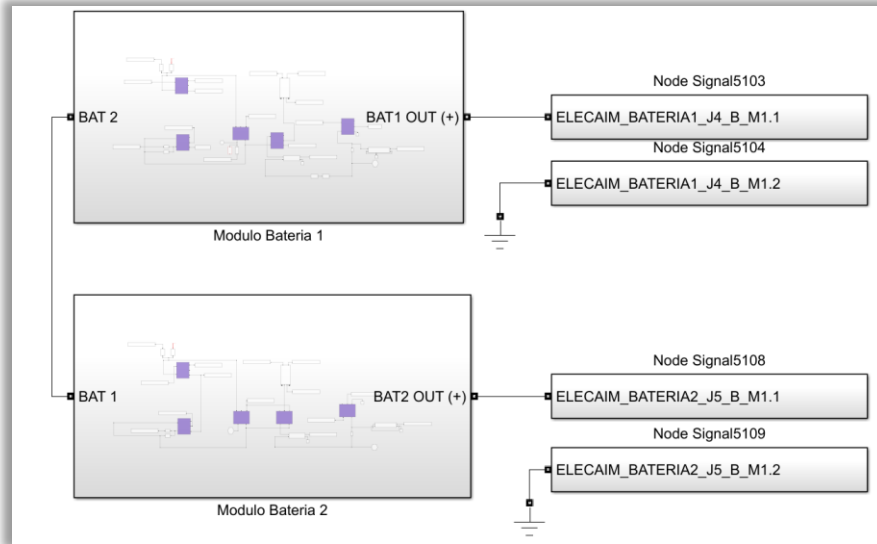 BAT 2
BAT1 OUT (+)
Modulo Bateria 1
Node Signal5103
ELECAIM_BATERIA1_J4_B_M1.1
Node Signal5104
ELECAIM_BATERIA1_J4_B_M1.2
BAT 1
BAT2 OUT (+)
Modulo Bateria 2
Node Signal5108
ELECAIM_BATERIA2_J5_B_M1.1
Node Signal5109
ELECAIM_BATERIA2_J5_B_M1.2